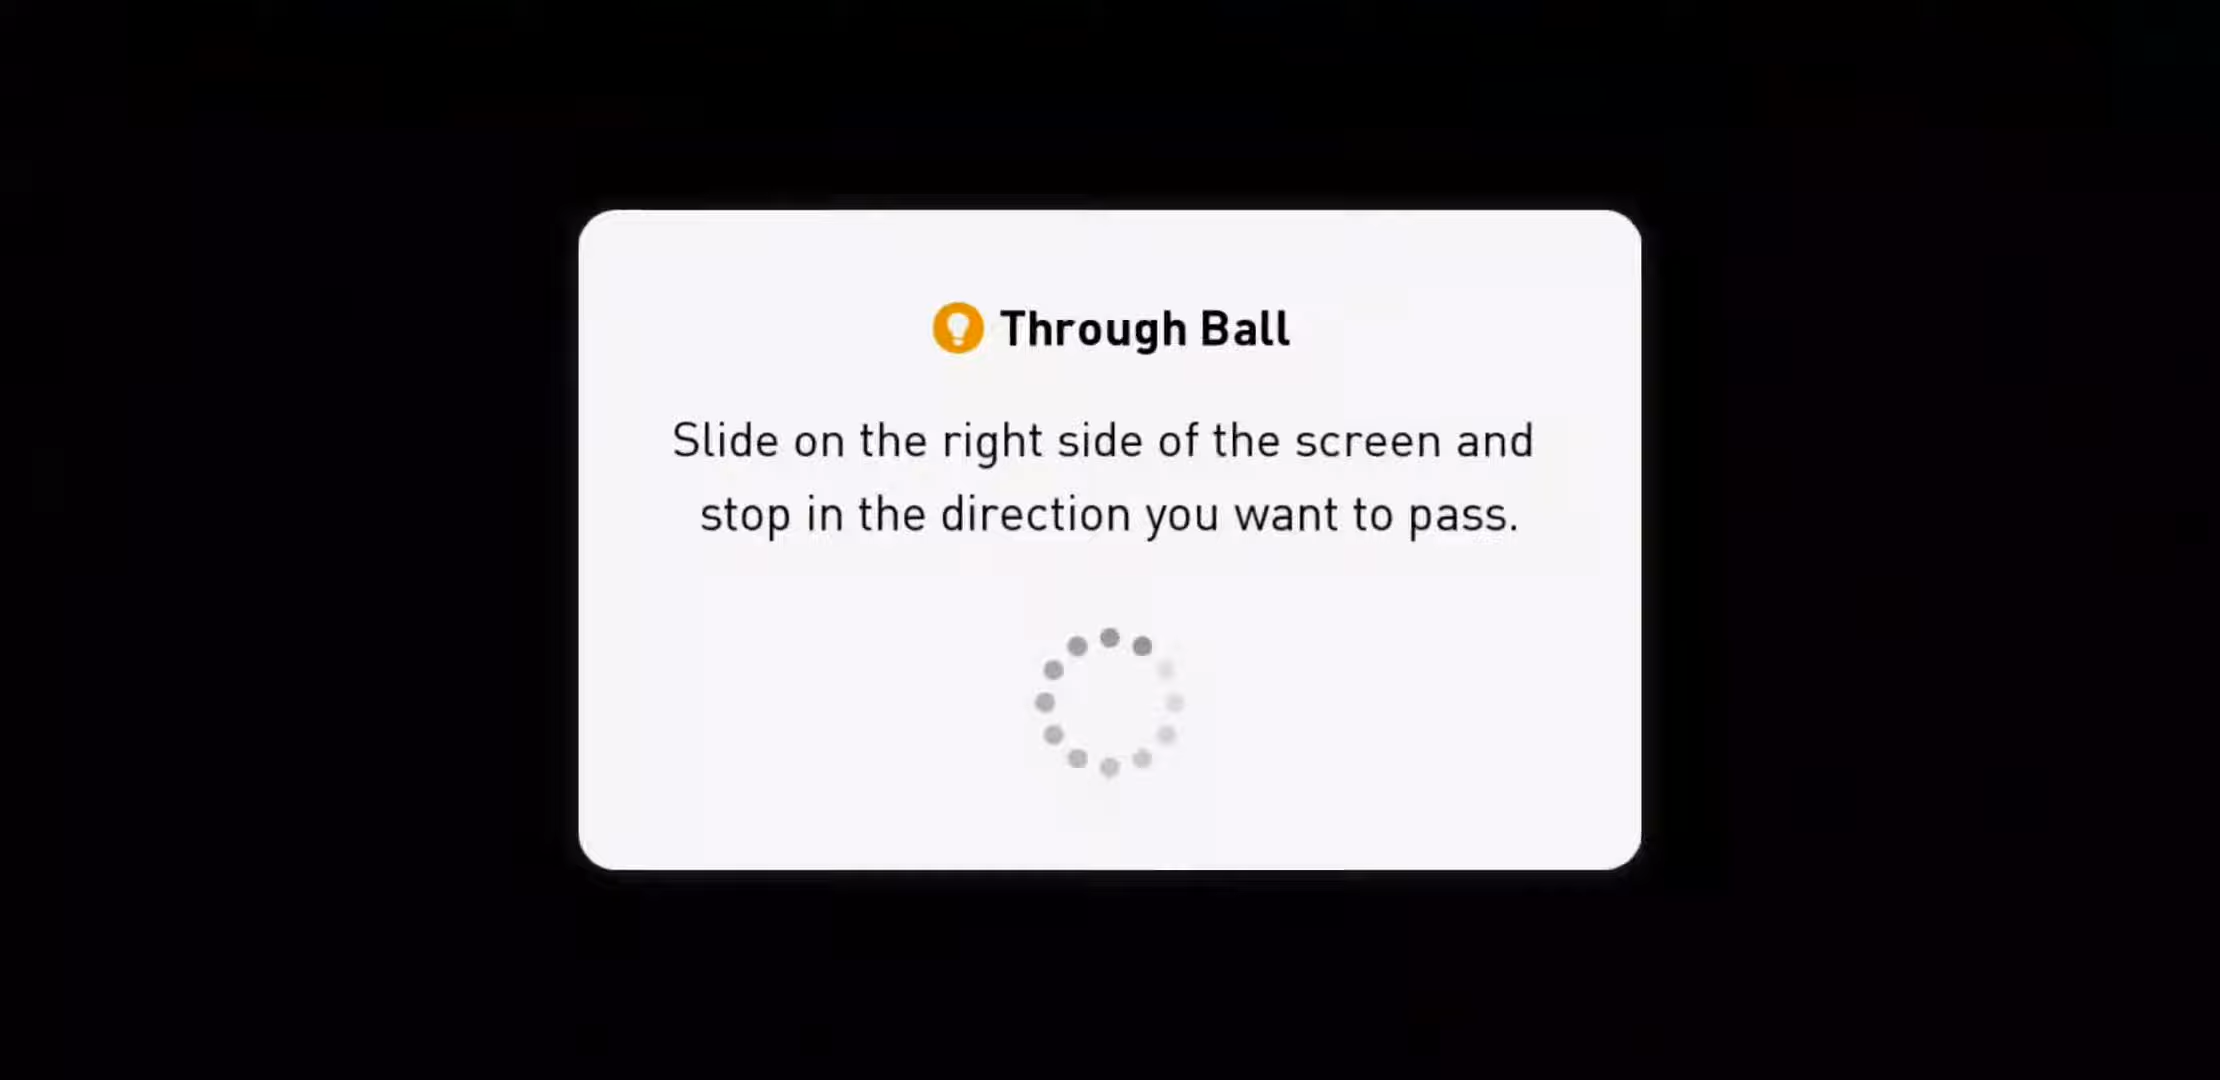 Through Ball
Slide on the right side of the screen and
stop in the direction you want to pass.